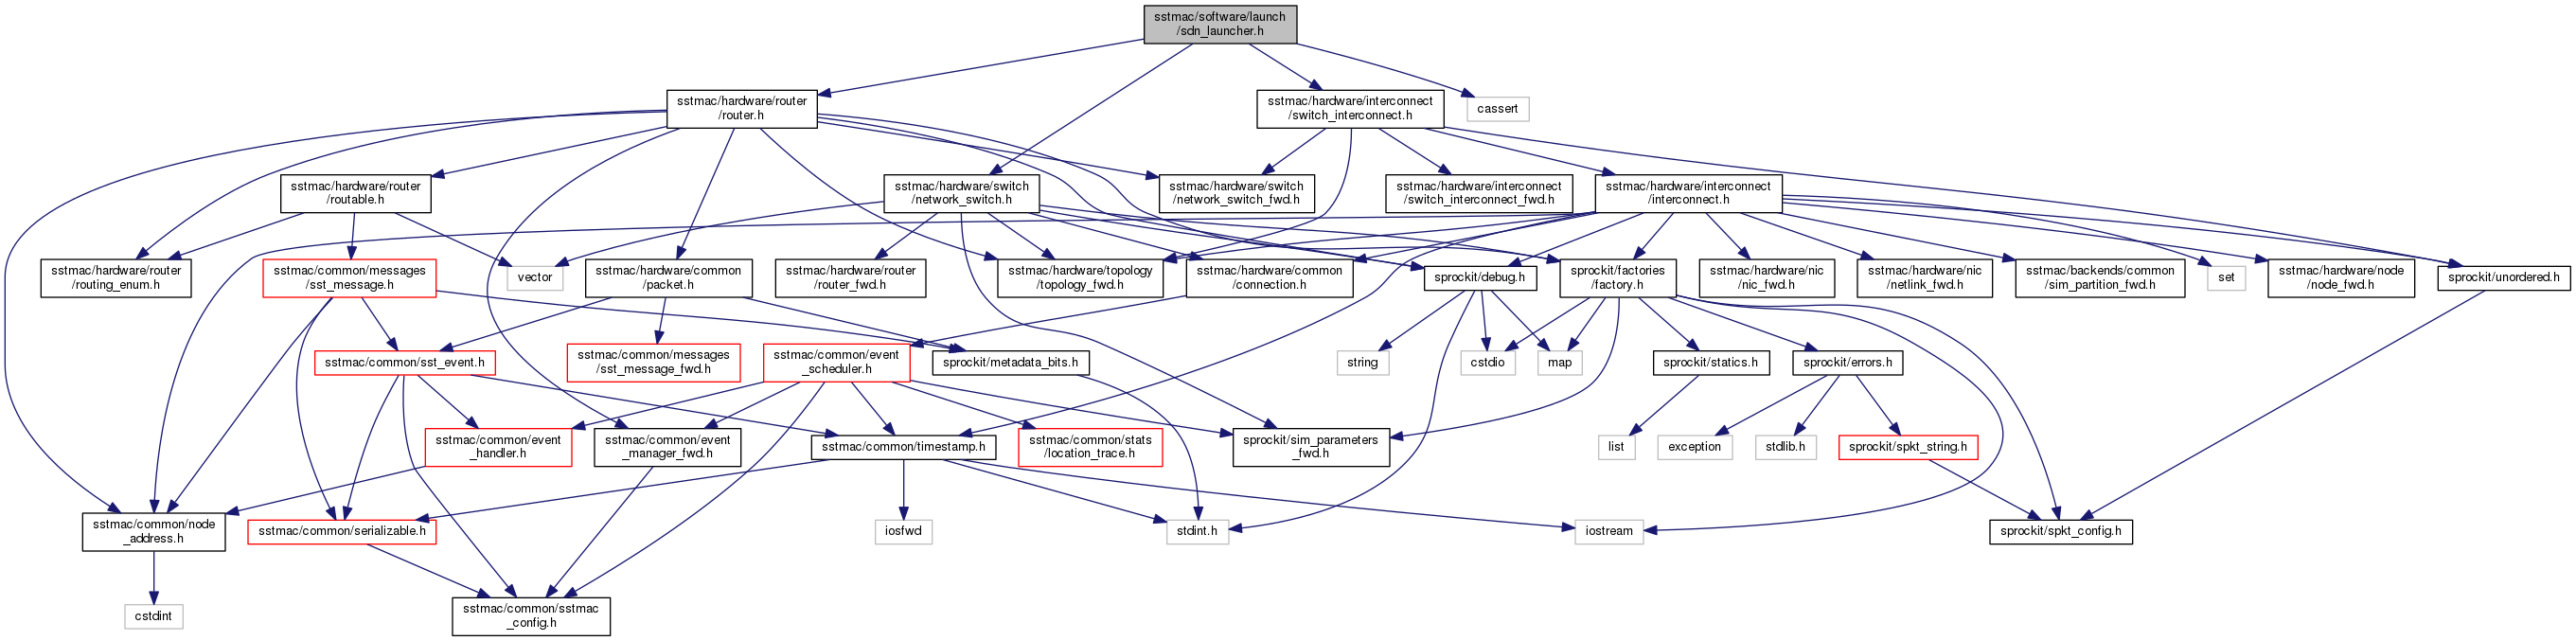 sstmac/software/launch
/sdn_launcher.h
sstmac/hardware/router
/router.h
sstmac/hardware/interconnect
/switch_interconnect.h
cassert
sstmac/hardware/router
/routable.h
sstmac/hardware/switch
/network_switch.h
sstmac/hardware/switch
/network_switch_fwd.h
sstmac/hardware/interconnect
/switch_interconnect_fwd.h
sstmac/hardware/interconnect
/interconnect.h
sstmac/hardware/router
/routing_enum.h
sstmac/common/messages
/sst_message.h
vector
sstmac/hardware/common
/packet.h
sstmac/hardware/router
/router_fwd.h
sstmac/hardware/topology
/topology_fwd.h
sstmac/hardware/common
/connection.h
sprockit/debug.h
sprockit/factories
/factory.h
sstmac/hardware/nic
/nic_fwd.h
sstmac/hardware/nic
/netlink_fwd.h
sstmac/backends/common
/sim_partition_fwd.h
set
sstmac/hardware/node
/node_fwd.h
sprockit/unordered.h
sstmac/common/sst_event.h
sstmac/common/messages
/sst_message_fwd.h
sstmac/common/event
_scheduler.h
sprockit/metadata_bits.h
string
cstdio
map
sprockit/statics.h
sprockit/errors.h
sstmac/common/event
_handler.h
sstmac/common/event
_manager_fwd.h
sstmac/common/timestamp.h
sstmac/common/stats
/location_trace.h
sprockit/sim_parameters
_fwd.h
list
exception
stdlib.h
sprockit/spkt_string.h
sstmac/common/node
_address.h
sstmac/common/serializable.h
iosfwd
stdint.h
iostream
sprockit/spkt_config.h
cstdint
sstmac/common/sstmac
_config.h